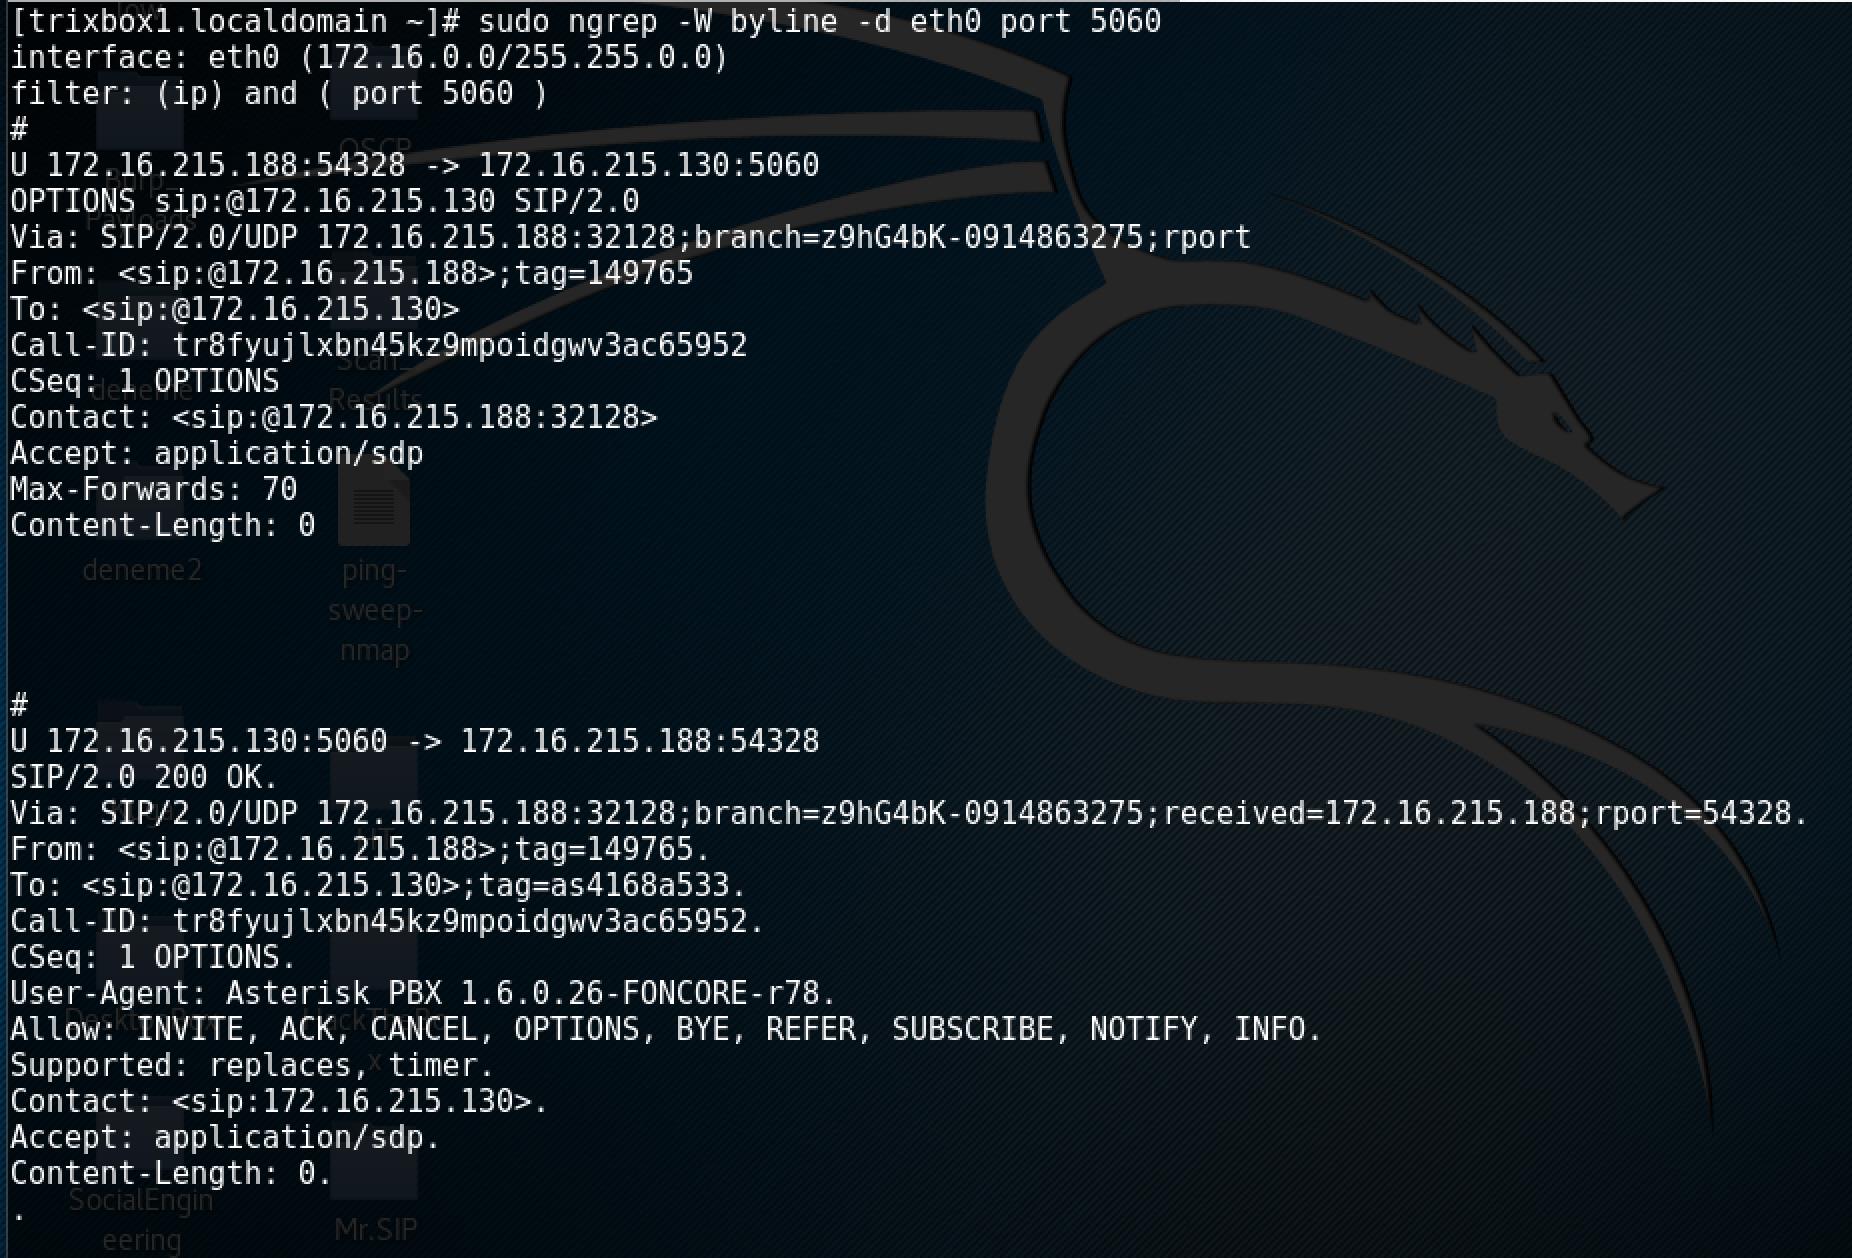 [trixbox1.localdomain ~]# sudo ngrep -W byline -d eth0 port 5060
interface: eth0 (172.16.0.0/255.255.0.0)
filter: (ip) and ( port 5060 )
#
U 172.16.215.188:54328 -> 172.16.215.130:5060
OPTIONS sip:@172.16.215.130 SIP/2.0
Via: SIP/2.0/UDP 172.16.215.188:32128;branch=z9hG4bK-0914863275;rport
From: <sip:@172.16.215.188>;tag=149765
To: <sip:@172.16.215.130>
Call-ID: tr8fyujlxbn45kz9mpoidgwv3ac65952
CSeq: 1 OPTIONS
Contact: <sip:@172.16.215.188:32128>
Accept: application/sdp
Max-Forwards: 70
Content-Length: 0
#
U 172.16.215.130:5060 -> 172.16.215.188:54328
SIP/2.0 200 OK.
Via: SIP/2.0/UDP 172.16.215.188:32128;branch=z9hG4bK-0914863275;received=172.16.215.188;rport=54328.
From: <sip:@172.16.215.188>;tag=149765.
To: <sip:@172.16.215.130>;tag=as4168a533.
Call-ID: tr8fyujlxbn45kz9mpoidgwv3ac65952.
CSeq: 1 OPTIONS.
User-Agent: Asterisk PBX 1.6.0.26-FONCORE-r78.
Allow: INVITE, ACK, CANCEL, OPTIONS, BYE, REFER, SUBSCRIBE, NOTIFY, INFO.
Supported: replaces, timer.
Contact: <sip:172.16.215.130>.
Accept: application/sdp.
Content-Length: 0.
.
OSCP
Burp_
Payloads
deneme
Scan_
Results
deneme2
ping-
sweep-
nmap
SocialEngin
eering
Mr.SIP